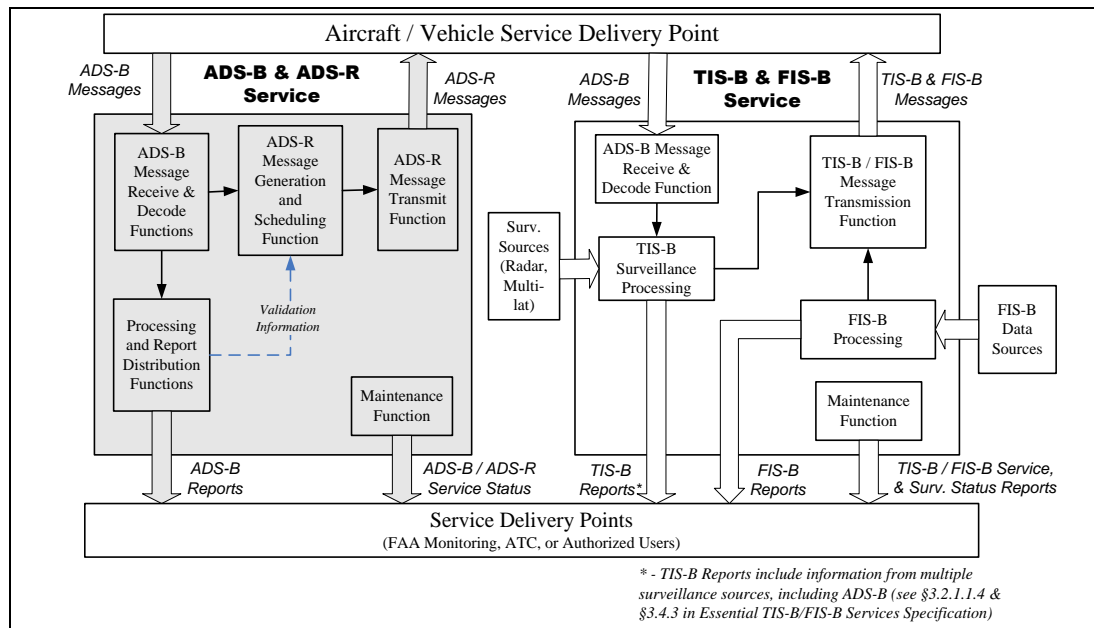 Aircraft / Vehicle Service Delivery Point
ADS-B
Messages
ADS-B & ADS-R
Service
ADS-R
Messages
ADS-B
Messages
TIS-B & FIS-B
Service
TIS-B & FIS-B
Messages
ADS-B
Message
Receive &
Decode
Functions
ADS-R
Message
Generation
and
Scheduling
Function
ADS-R
Message
Transmit
Function
Validation
Information
Processing
and Report
Distribution
Functions
Maintenance
Function
ADS-B Message
Receive &
Decode Function
Surv.
Sources
(Radar,
Multi-
lat)
TIS-B
Surveillance
Processing
TIS-B / FIS-B
Message
Transmission
Function
FIS-B
Processing
FIS-B
Data
Sources
Maintenance
Function
ADS-B
Reports
ADS-B / ADS-R
Service Status
TIS-B
Reports*
FIS-B
Reports
TIS-B / FIS-B Service,
& Surv. Status Reports
Service Delivery Points
(FAA Monitoring, ATC, or Authorized Users)
* - TIS-B Reports include information from multiple
surveillance sources, including ADS-B (see §3.2.1.1.4 &
§3.4.3 in Essential TIS-B/FIS-B Services Specification)